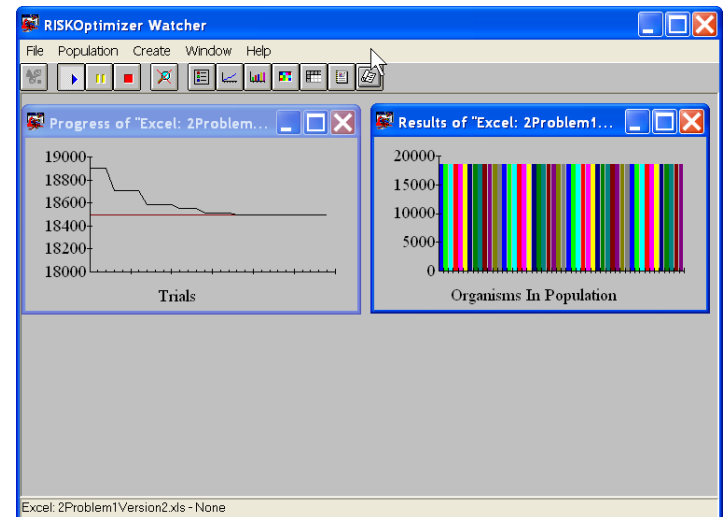 RISKOptimizer Watcher
File Population Create Window Help
Progress of "Excel: 2Problem...
19000
18800
18600
18400
18200
18000
Trials
Results of "Excel: 2Problem1...
20000
15000
10000
5000
0
Organisms In Population
Excel: 2Problem1Version2.xls - None